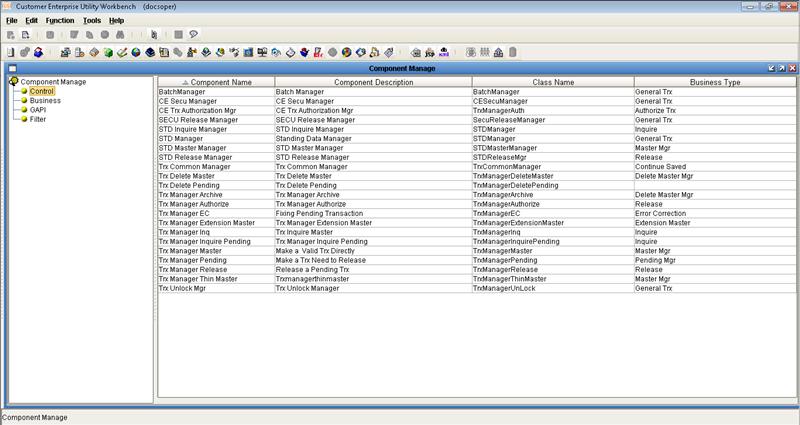 Customer Enterprise Utility Workbench (docsoper)
File Edit Function Tools Help
Component Manage
Component Manage
Control
Business
GAPI
Filter
Component Name Component Description Class Name Business Type
BatchManager Batch Manager BatchManager General Trx
CE Secu Manager CE Secu Manager CESecuManager General Trx
CE Trx Authorization Mgr CE Trx Authorization Mgr TrxManagerAuth Authorize Trx
SECU Release Manager SECU Release Manager SecuReleaseManager General Trx
STD Inquire Manager STD Inquire Manager STDManager Inquire
STD Manager Standing Data Manager STDManager General Trx
STD Master Manager STD Master Manager STDMasterManager Master Mgr
STD Release Manager STD Release Manager STDReleaseMgr Release
Trx Common Manager Trx Common Manager TrxCommonManager Continue Saved
Trx Delete Master Trx Delete Master TrxManagerDeleteMaster Delete Master Mgr
Trx Delete Pending Trx Delete Pending TrxManagerDeletePending
Trx Manager Archive Trx Manager Archive TrxManagerArchive Delete Master Mgr
Trx Manager Authorize Trx Manager Authorize TrxManagerAuthorize Release
Trx Manager EC Fixing Pending Transaction TrxManagerEC Error Correction
Trx Manager Extension Master Trx Manager Extension Master TrxManagerExtensionMaster Extension Master
Trx Manager Inq Trx Inquire Master TrxManagerInq Inquire
Trx Manager Inquire Pending Trx Manager Inquire Pending TrxManagerInquirePending Inquire
Trx Manager Master Make a Valid Trx Directly TrxManagerMaster Master Mgr
Trx Manager Pending Make a Trx Need to Release TrxManagerPending Pending Mgr
Trx Manager Release Release a Pending Trx TrxManagerRelease Release
Trx Manager Thin Master Trxmanagerthinmaster TrxManagerThinMaster Master Mgr
Trx Unlock Mgr Trx Unlock Manager TrxManagerUnLock General Trx
Component Manage